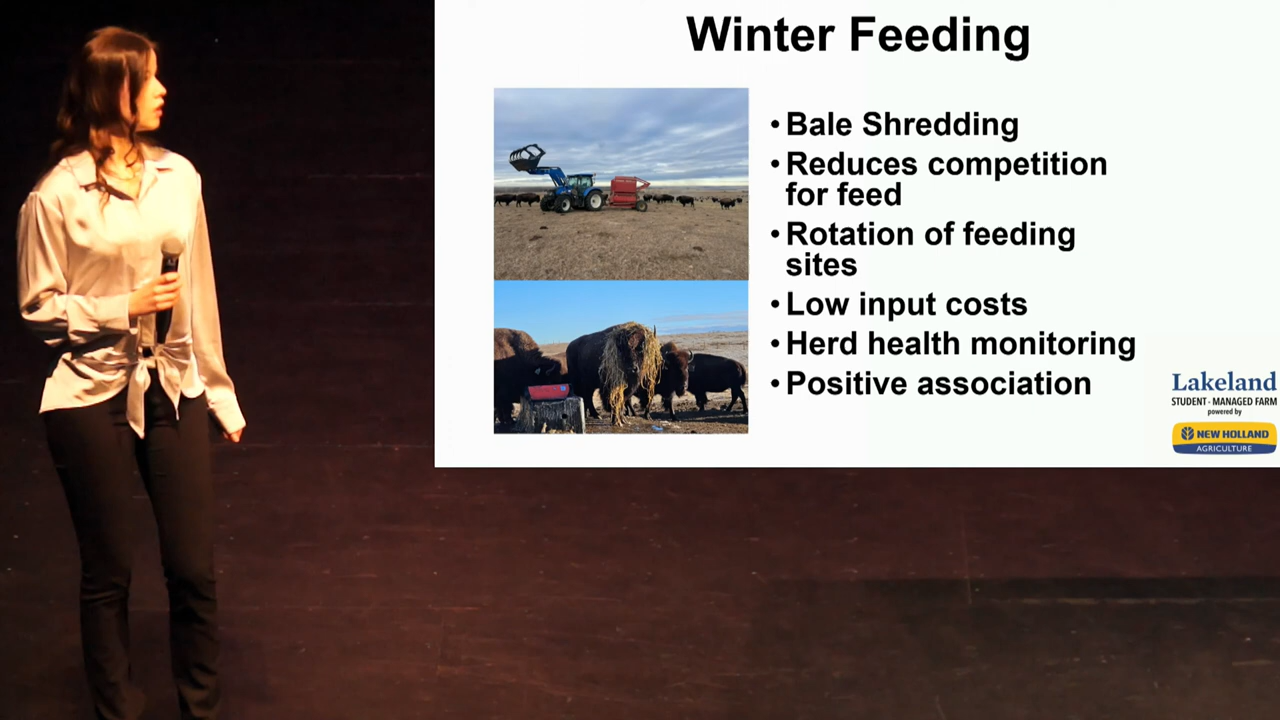 Winter Feeding
• Bale Shredding
• Reduces competition
for feed
• Rotation of feeding
sites
• Low input costs
• Herd health monitoring
• Positive association
Lakeland
STUDENT - MANAGED FARM
powered by
NEW HOLLAND
AGRICULTURE